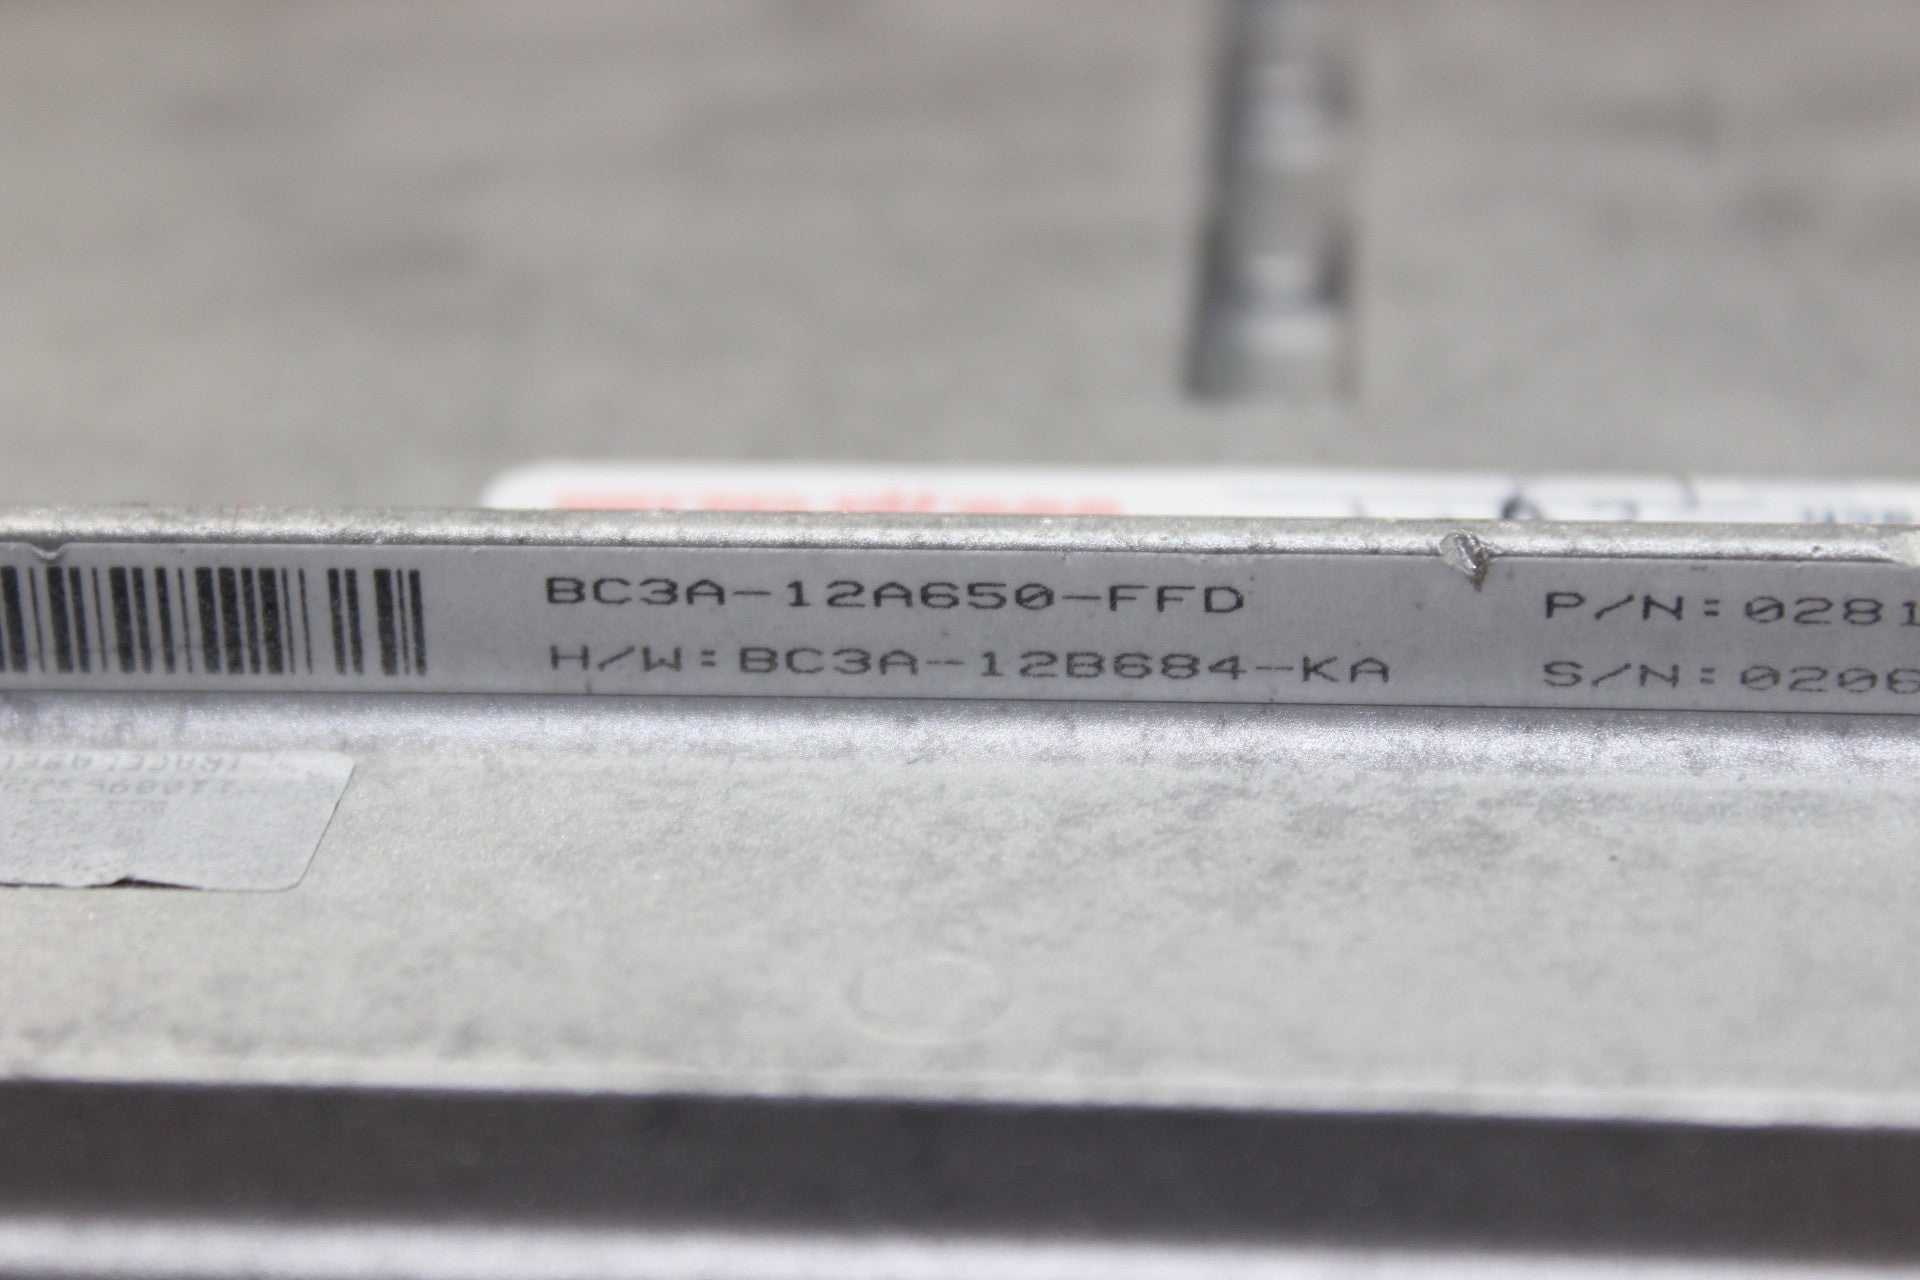 BC3A-12A650-FFD
H/W:BC3A-12B684-KA
P/N:0281
S/N:0206